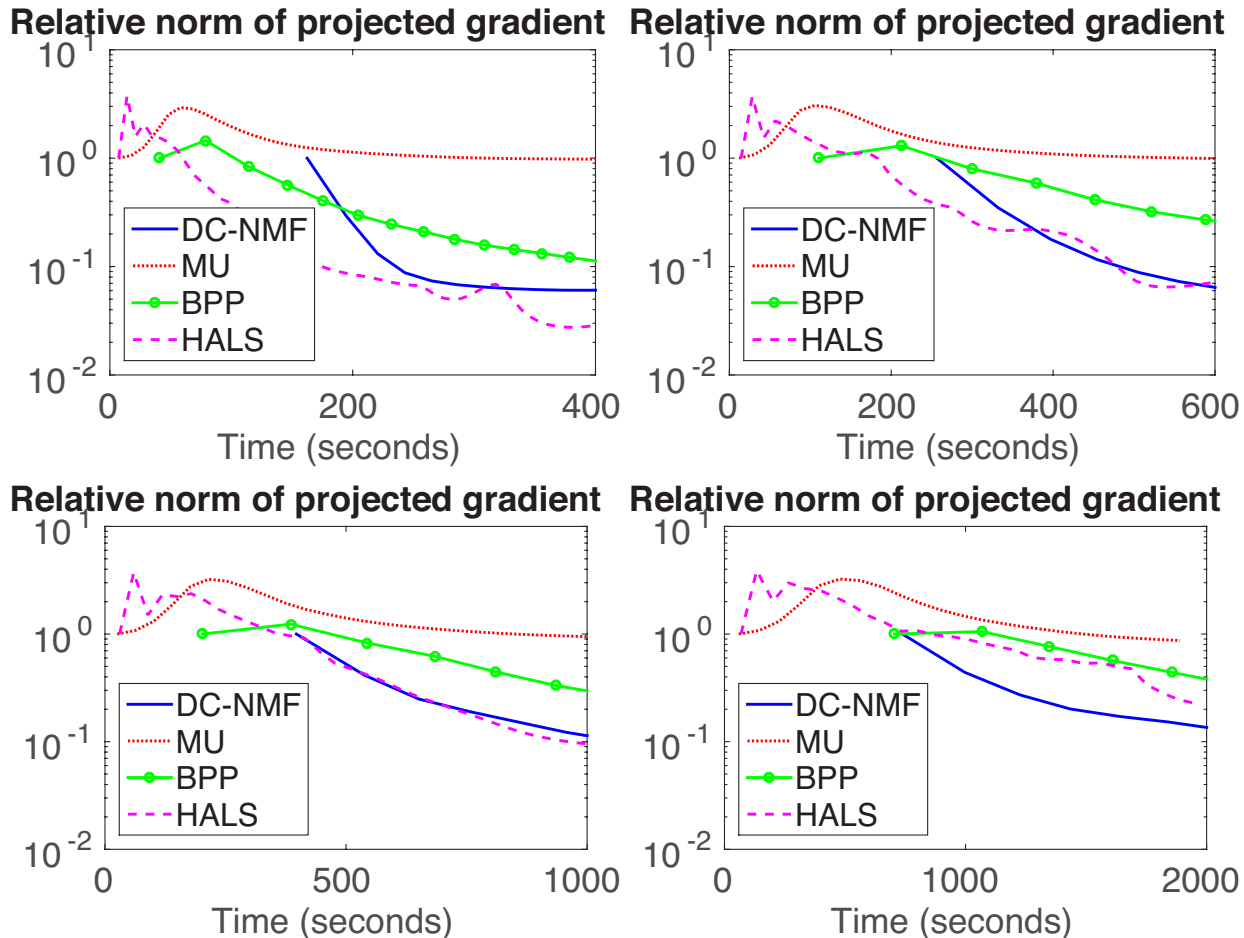 Relative norm of projected gradient
10^1
10^0
10^-1
10^-2
DC-NMF
MU
BPP
HALS
0 200 400
Time (seconds)
Relative norm of projected gradient
10^1
10^0
10^-1
10^-2
DC-NMF
MU
BPP
HALS
0 200 400 600
Time (seconds)
Relative norm of projected gradient
10^1
10^0
10^-1
10^-2
DC-NMF
MU
BPP
HALS
0 500 1000
Time (seconds)
Relative norm of projected gradient
10^1
10^0
10^-1
10^-2
DC-NMF
MU
BPP
HALS
0 1000 2000
Time (seconds)